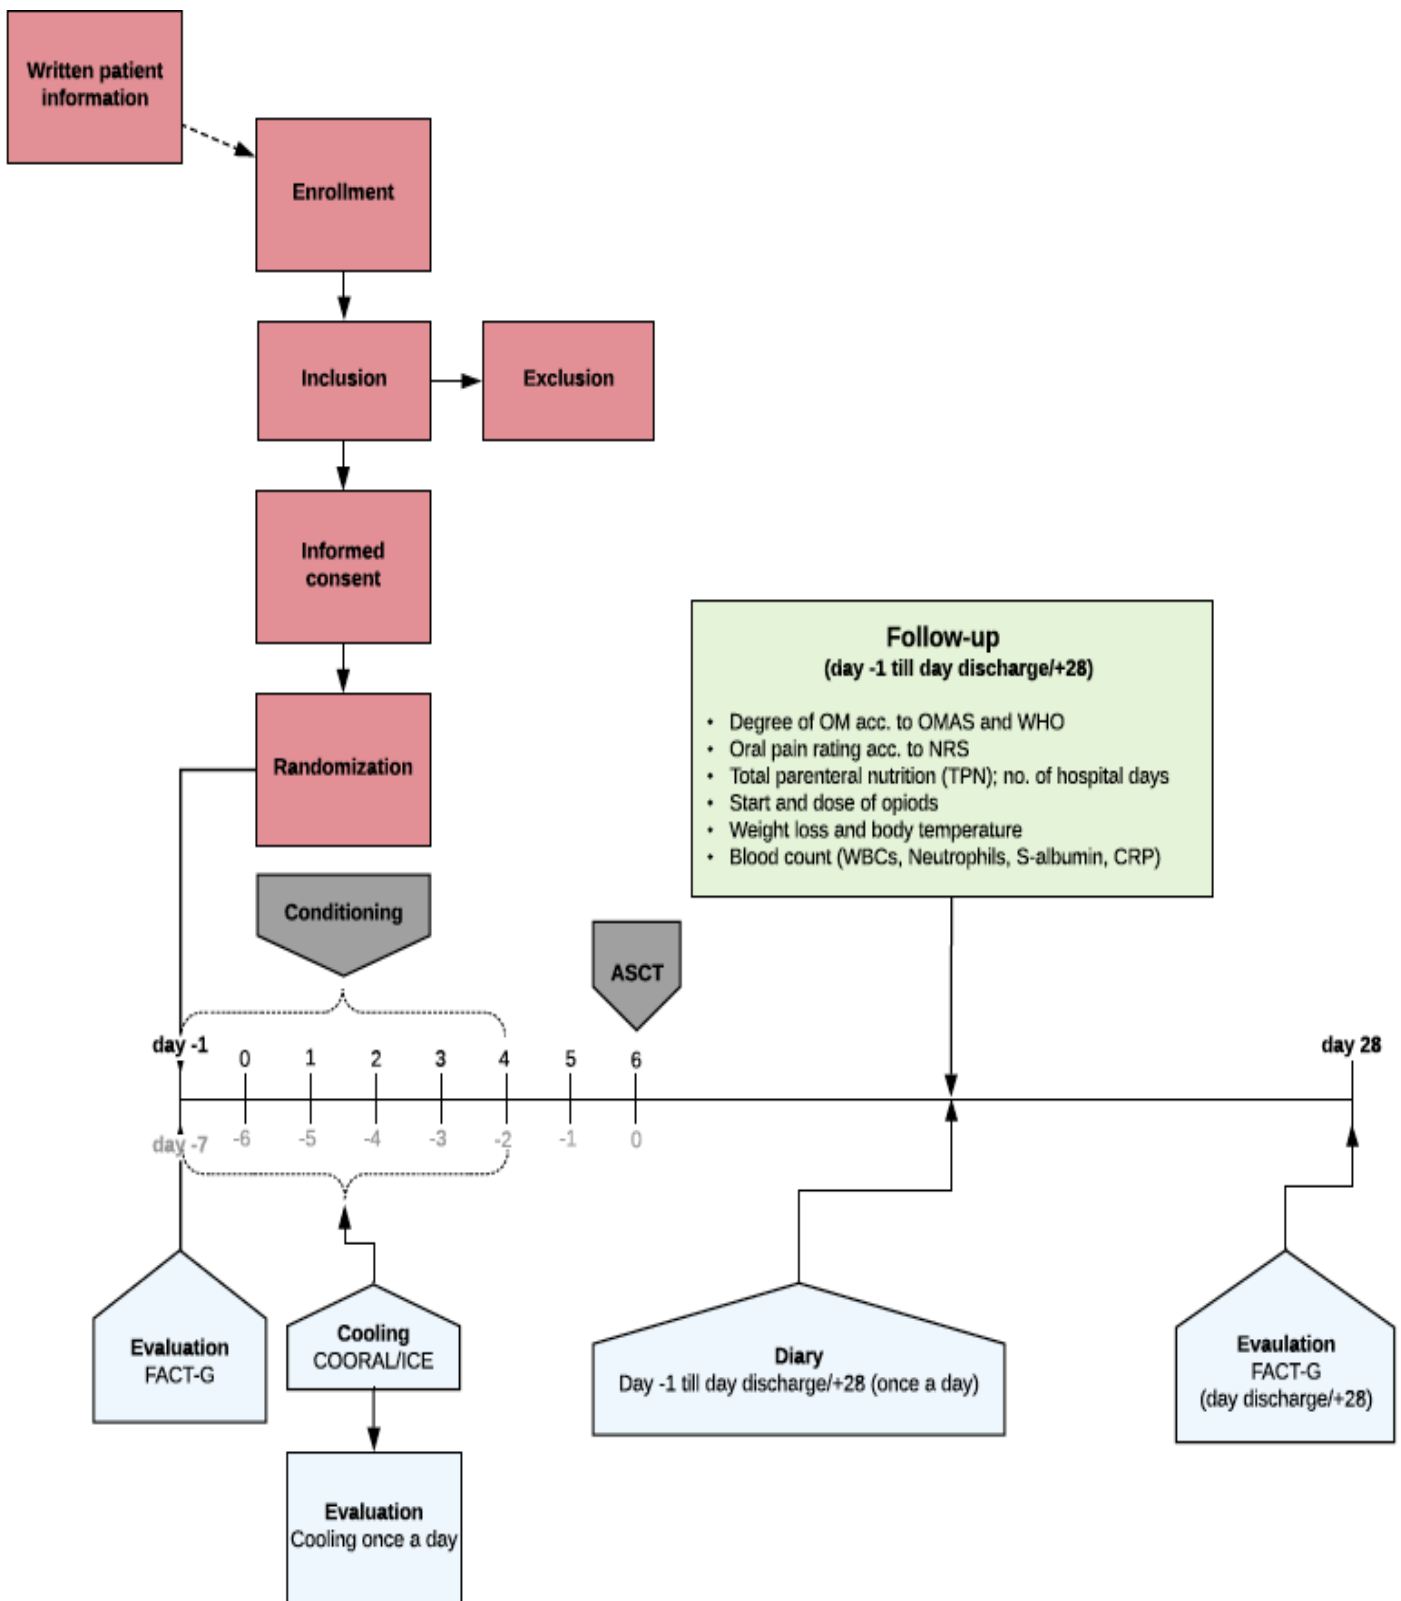 Written patient
information
Enrollment
Inclusion
Exclusion
Informed
consent
Randomization
Follow-up
(day -1 till day discharge/+28)
• Degree of OM acc. to OMAS and WHO
• Oral pain rating acc. to NRS
• Total parenteral nutrition (TPN); no. of hospital days
• Start and dose of opiods
• Weight loss and body temperature
• Blood count (WBCs, Neutrophils, S-albumin, CRP)
Conditioning
ASCT
day -1 0 1 2 3 4 5 6 day 28
day -7 -6 -5 -4 -3 -2 -1 0
Evaluation
FACT-G
Cooling
COORAL/ICE
Evaluation
Cooling once a day
Diary
Day -1 till day discharge/+28 (once a day)
Evaulation
FACT-G
(day discharge/+28)